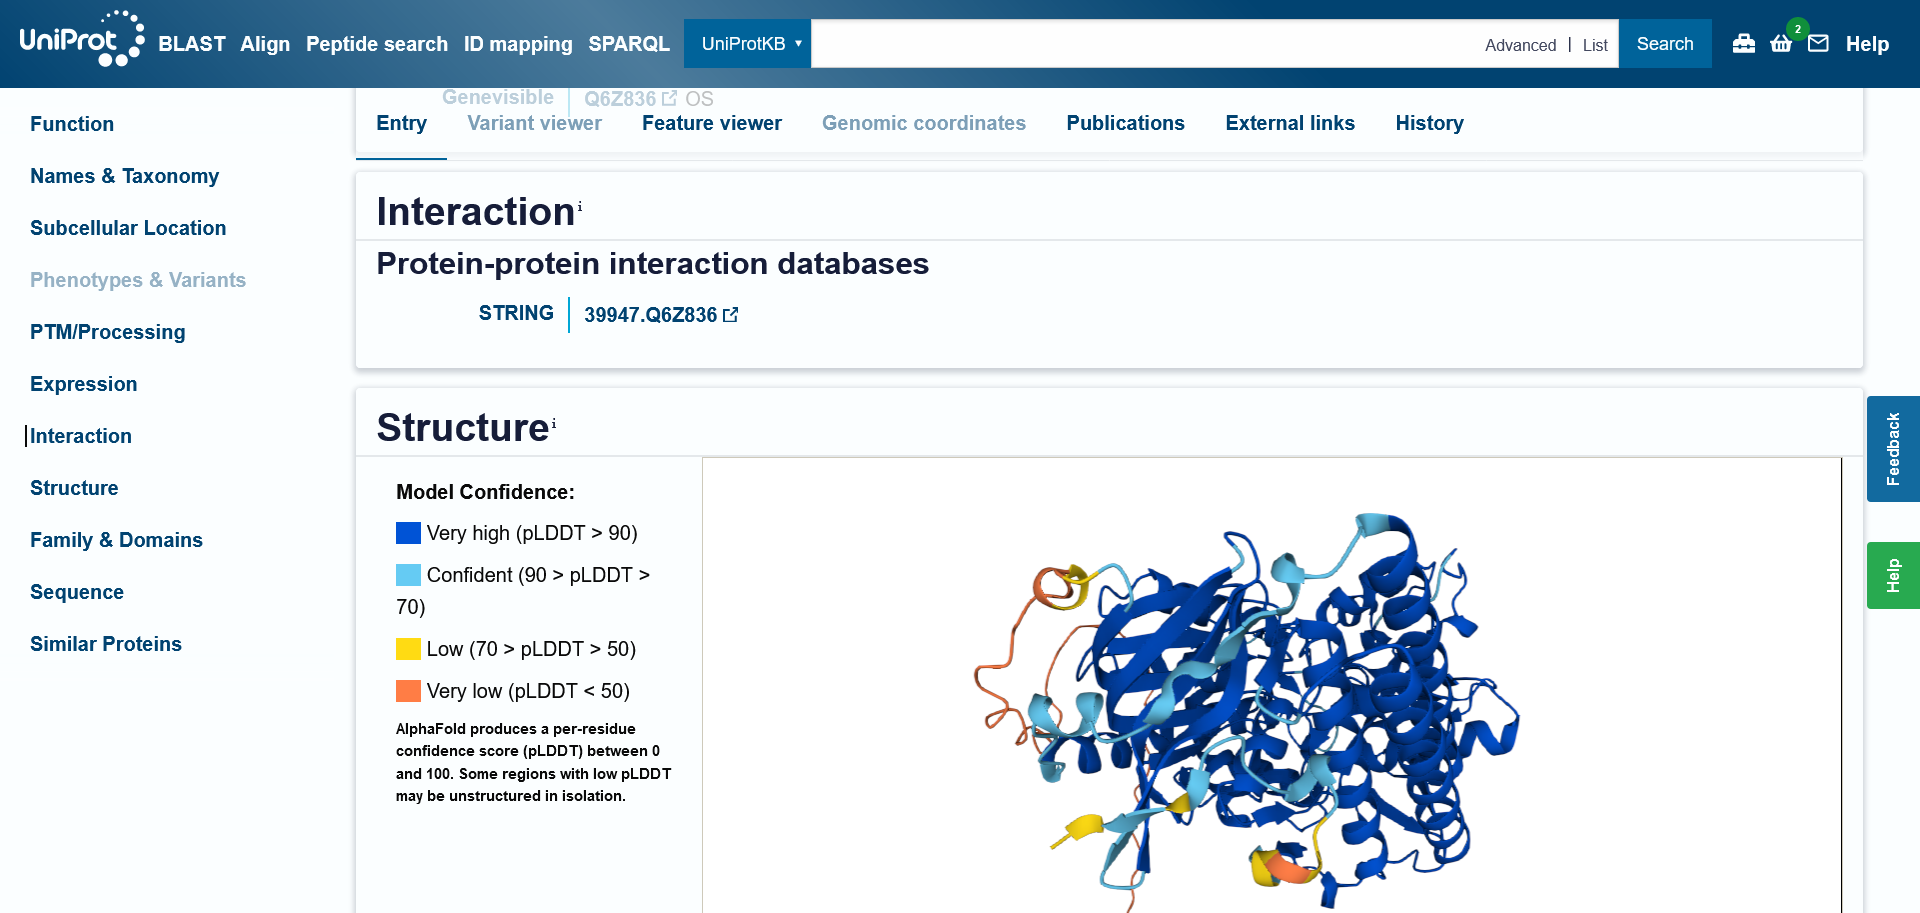 UniProt BLAST Align Peptide search ID mapping SPARQL UniProtKB ▾ Advanced | List Search 2 Help
Genevisible Q6Z836 OS
Entry Variant viewer Feature viewer Genomic coordinates Publications External links History
Function
Names & Taxonomy
Subcellular Location
Phenotypes & Variants
PTM/Processing
Expression
Interaction
Structure
Family & Domains
Sequence
Similar Proteins
Interaction i
Protein-protein interaction databases
STRING 39947.Q6Z836
Structure i
Model Confidence:
Very high (pLDDT > 90)
Confident (90 > pLDDT >
70)
Low (70 > pLDDT > 50)
Very low (pLDDT < 50)
AlphaFold produces a per-residue
confidence score (pLDDT) between 0
and 100. Some regions with low pLDDT
may be unstructured in isolation.
Feedback
Help